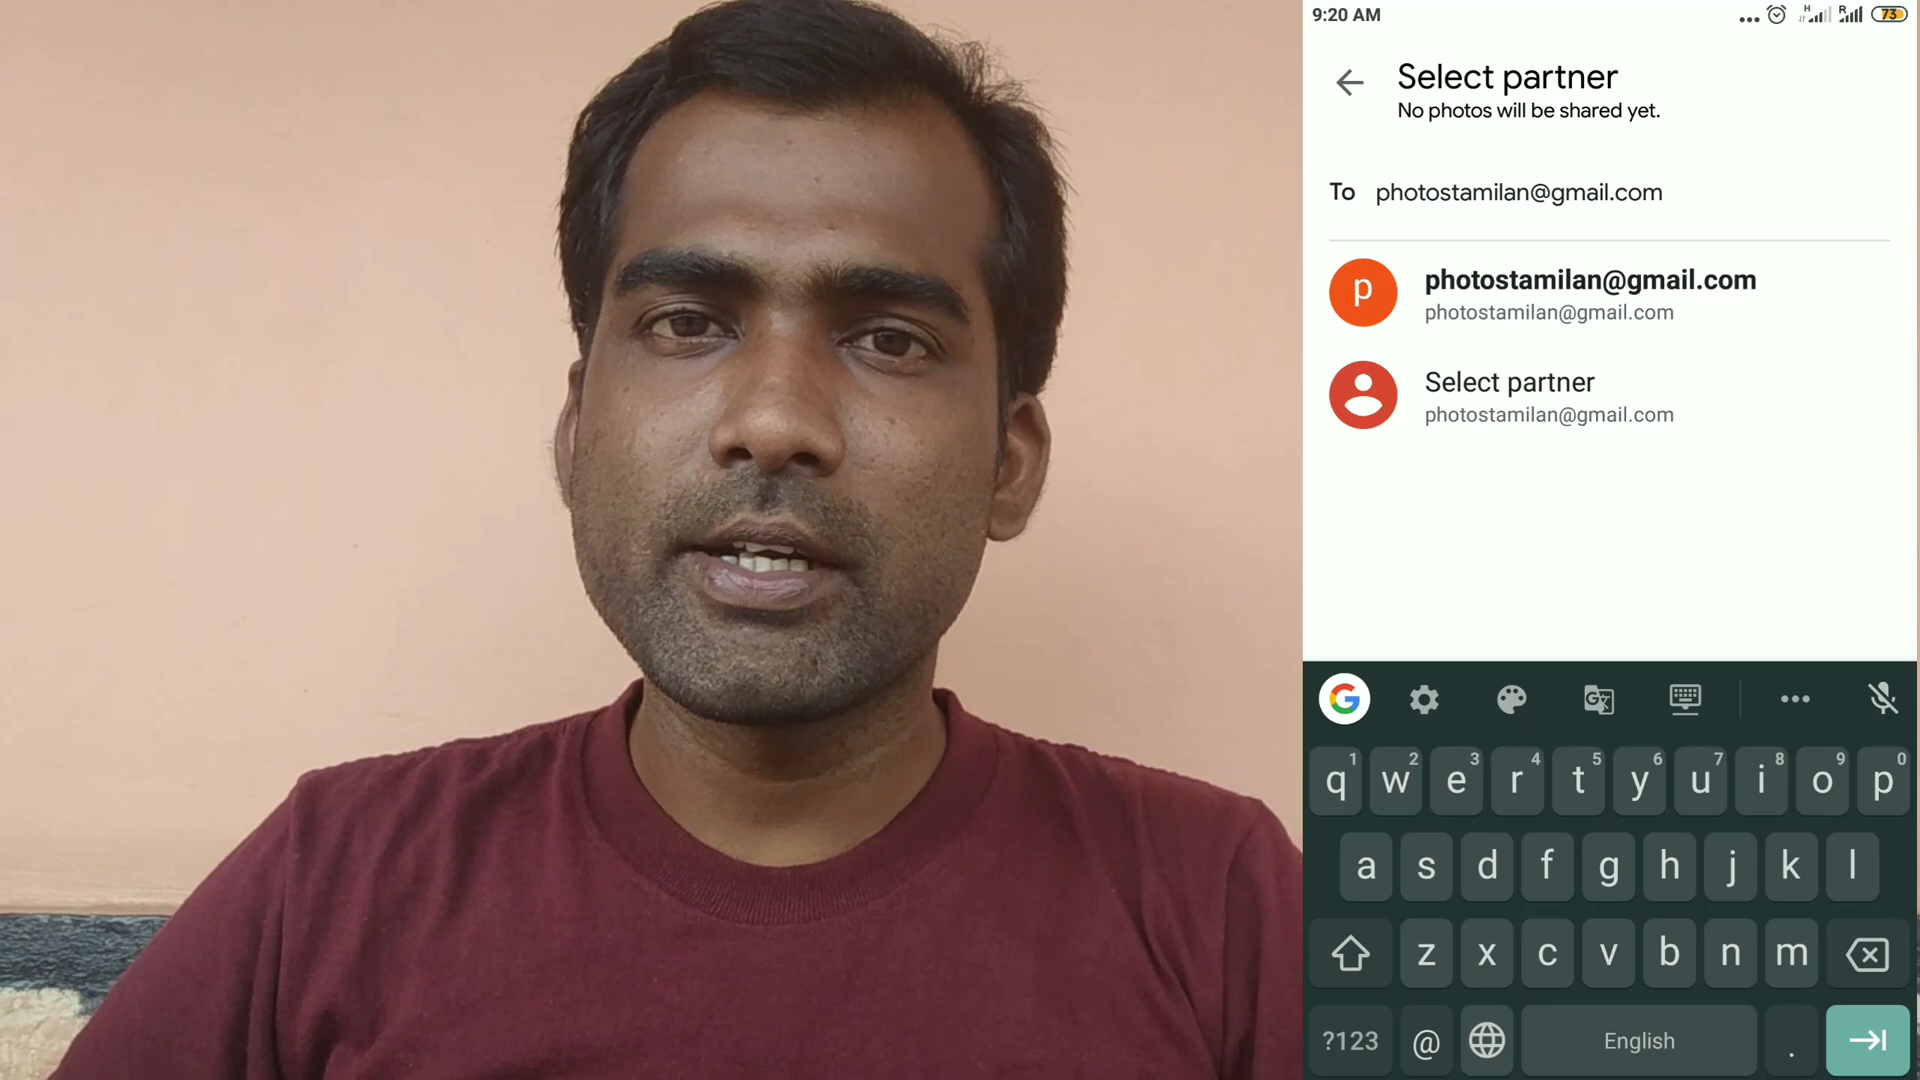 9:20 AM
H R 73
Select partner
No photos will be shared yet.
To photostamilan@gmail.com
p
photostamilan@gmail.com
photostamilan@gmail.com
Select partner
photostamilan@gmail.com
G
1 2 3 4 5 6 7 8 9 0
q w e r t y u i o p
a s d f g h j k l
z x c v b n m
?123 @ English .